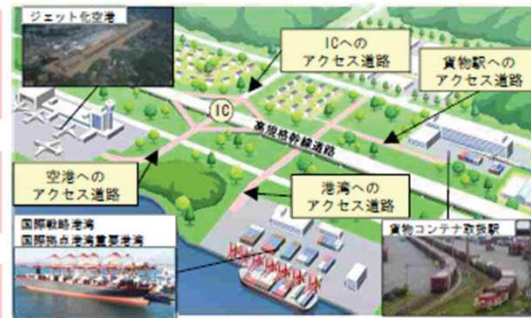 ジェット化空港
ICへの
アクセス道路
貨物駅への
アクセス道路
IC
高規格幹線道路
空港への
アクセス道路
港湾への
アクセス道路
国際戦略港湾
国際拠点港湾重要港湾
貨物コンテナ取扱駅